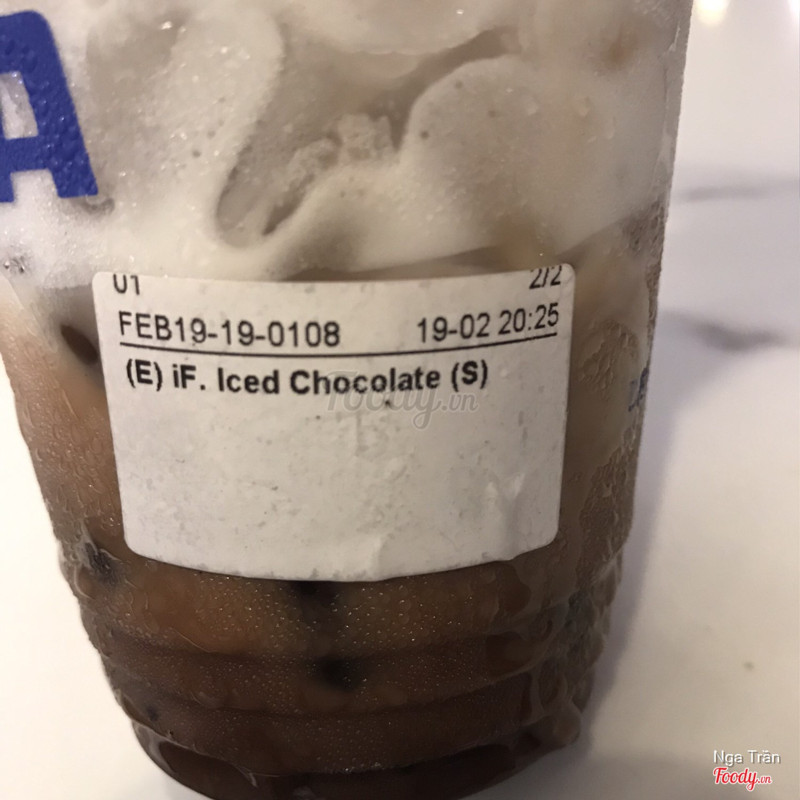 A
01 2/2
FEB19-19-0108 19-02 20:25
(E) iF. Iced Chocolate (S)
Foody.vn
Nga Trần
Foody.vn